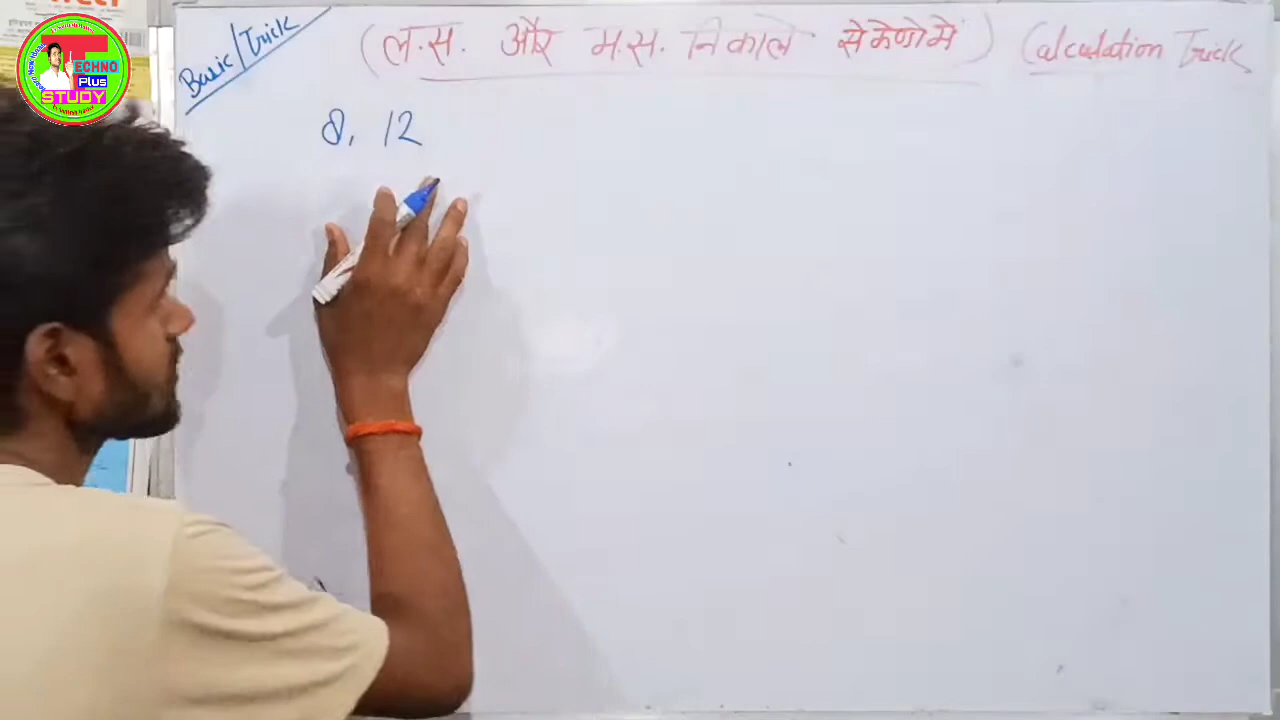 Basic/Trick
(ल.स. और म.स. निकाल सेकेण्डो में) Calculation Trick
8, 12
TECHNO
Plus
STUDY